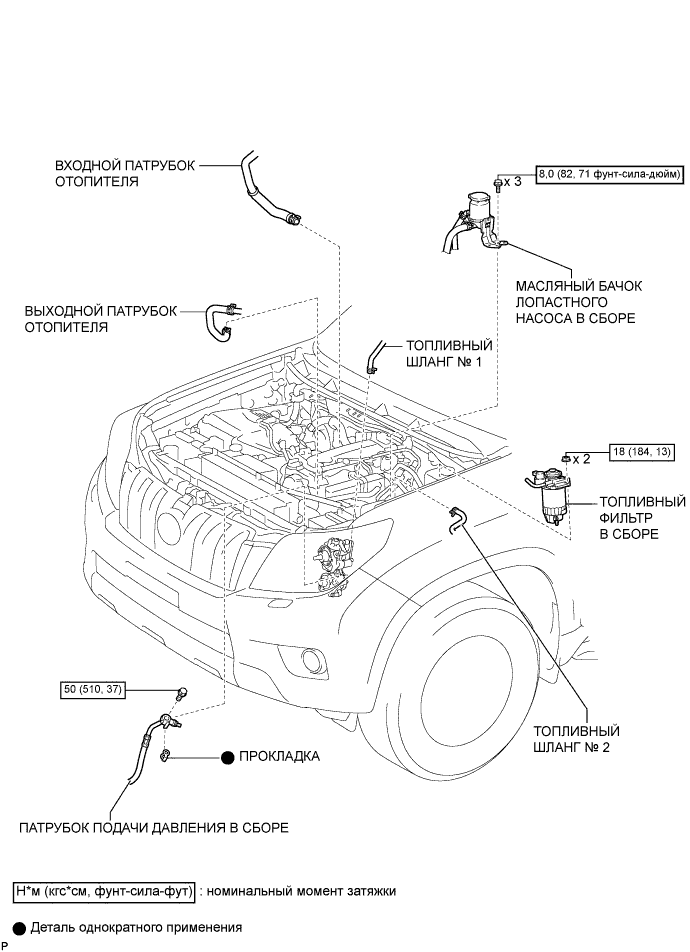 ВХОДНОЙ ПАТРУБОК
ОТОПИТЕЛЯ
8,0 (82, 71 фунт-сила-дюйм)
x 3
МАСЛЯНЫЙ БАЧОК
ЛОПАСТНОГО
НАСОСА В СБОРЕ
ВЫХОДНОЙ ПАТРУБОК
ОТОПИТЕЛЯ
ТОПЛИВНЫЙ
ШЛАНГ № 1
x 2
18 (184, 13)
ТОПЛИВНЫЙ
ФИЛЬТР
В СБОРЕ
50 (510, 37)
ТОПЛИВНЫЙ
ШЛАНГ № 2
ПРОКЛАДКА
ПАТРУБОК ПОДАЧИ ДАВЛЕНИЯ В СБОРЕ
Н*м (кгс*см, фунт-сила-фут) : номинальный момент затяжки
Деталь однократного применения
P